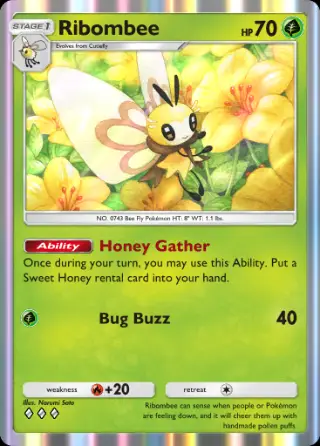 STAGE 1
Ribombee
HP 70
Evolves from Cutiefly
NO. 0743 Bee Fly Pokémon HT: 8" WT: 1.1 lbs.
Ability Honey Gather
Once during your turn, you may use this Ability. Put a
Sweet Honey rental card into your hand.
Bug Buzz 40
weakness +20 retreat
Illus. Narumi Sato
Ribombee can sense when people or Pokémon
are feeling down, and it will cheer them up with
handmade pollen puffs